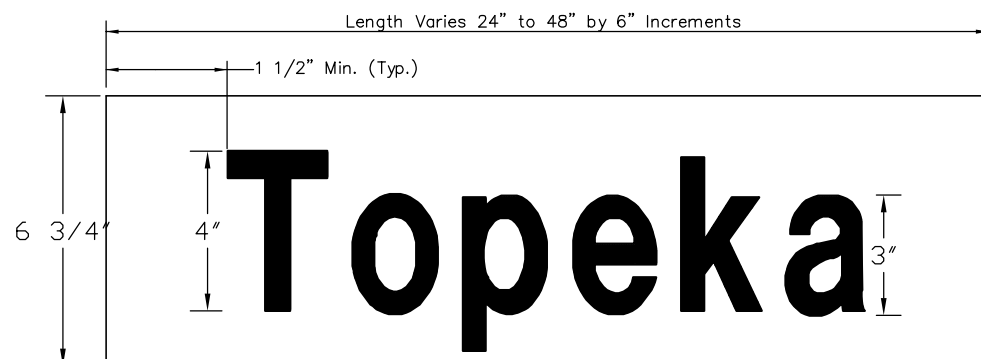 Length Varies 24” to 48” by 6” Increments
1 1/2” Min. (Typ.)
Topeka
6 3/4"
4"
3"